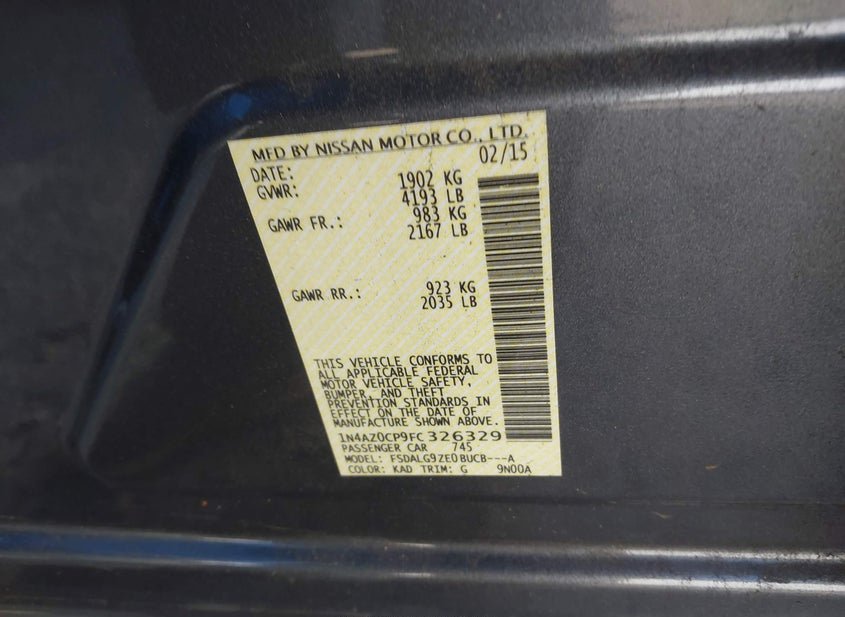 MFD BY NISSAN MOTOR CO., LTD.
DATE: 02/15
GVWR: 1902 KG
4193 LB
GAWR FR.: 983 KG
2167 LB
GAWR RR.: 923 KG
2035 LB
THIS VEHICLE CONFORMS TO
ALL APPLICABLE FEDERAL
MOTOR VEHICLE SAFETY,
BUMPER, AND THEFT
PREVENTION STANDARDS IN
EFFECT ON THE DATE OF
MANUFACTURE SHOWN ABOVE.
1N4AZ0CP9FC326329
PASSENGER CAR 745
MODEL: FSDALG9ZE0BUCB---A
COLOR: KAD TRIM: G 9N00A